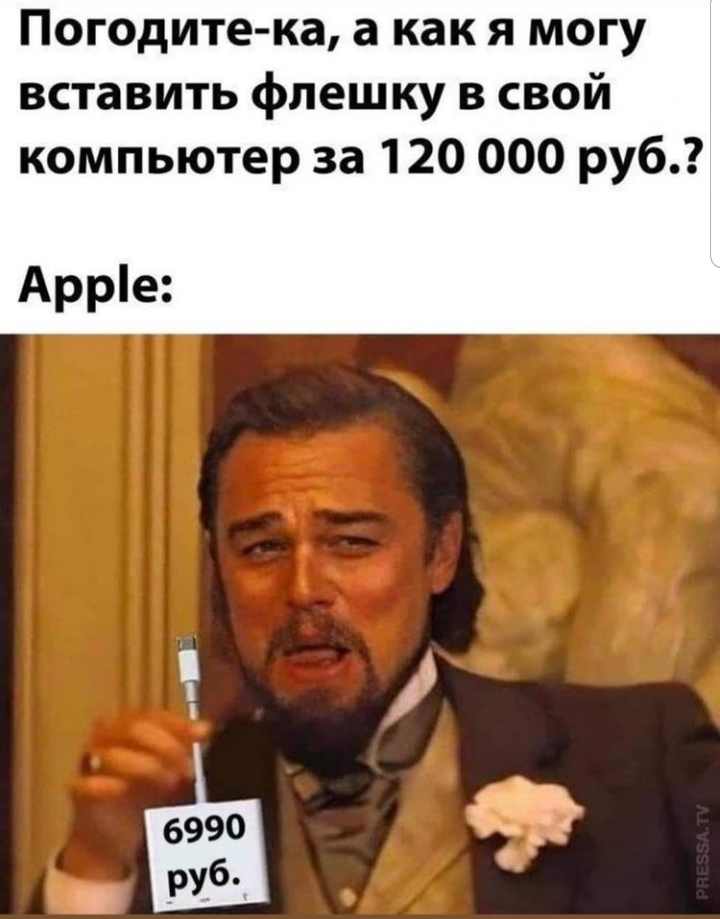 Погодите-ка, а как я могу
вставить флешку в свой
компьютер за 120 000 руб.?
Apple:
6990
руб.
PRESSA.TV